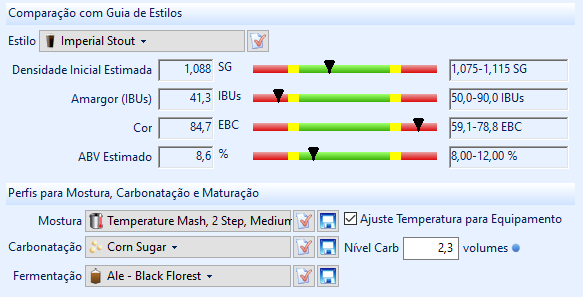 Comparação com Guia de Estilos
Estilo Imperial Stout
Densidade Inicial Estimada 1,088 SG 1,075-1,115 SG
Amargor (IBUs) 41,3 IBUs 50,0-90,0 IBUs
Cor 84,7 EBC 59,1-78,8 EBC
ABV Estimado 8,6 % 8,00-12,00 %
Perfis para Mostura, Carbonatação e Maturação
Mostura Temperature Mash, 2 Step, Medium Ajuste Temperatura para Equipamento
Carbonatação Corn Sugar Nível Carb 2,3 volumes
Fermentação Ale - Black Florest